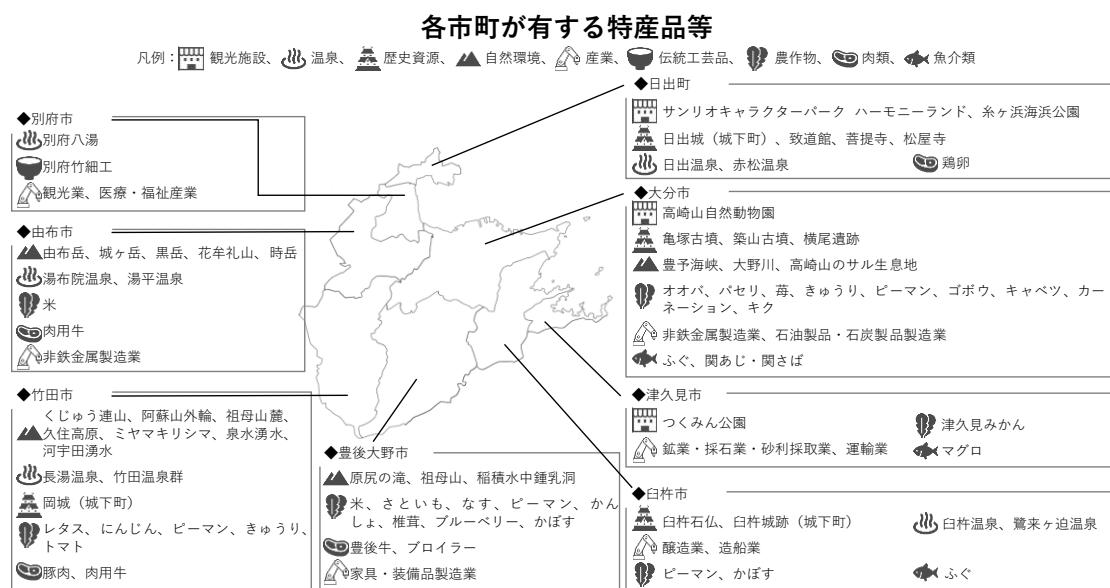 各市町が有する特産品等
凡例： 観光施設、 温泉、 歴史資源、 自然環境、 産業、 伝統工芸品、 農作物、 肉類、 魚介類
◆別府市
別府八湯
別府竹細工
観光業、医療・福祉産業
◆由布市
由布岳、城ヶ岳、黒岳、花牟礼山、時岳
湯布院温泉、湯平温泉
米
肉用牛
非鉄金属製造業
◆竹田市
くじゅう連山、阿蘇山外輪、祖母山麓、
久住高原、ミヤマキリシマ、泉水湧水、
河宇田湧水
長湯温泉、竹田温泉群
岡城（城下町）
レタス、にんじん、ピーマン、きゅうり、
トマト
豚肉、肉用牛
◆豊後大野市
原尻の滝、祖母山、稲積水中鍾乳洞
米、さといも、なす、ピーマン、かん
しょ、椎茸、ブルーベリー、かぼす
豊後牛、ブロイラー
家具・装備品製造業
◆日出町
サンリオキャラクターパーク ハーモニーランド、糸ヶ浜海浜公園
日出城（城下町）、致道館、菩提寺、松屋寺
日出温泉、赤松温泉 鶏卵
◆大分市
高崎山自然動物園
亀塚古墳、築山古墳、横尾遺跡
豊予海峡、大野川、高崎山のサル生息地
オオバ、パセリ、苺、きゅうり、ピーマン、ゴボウ、キャベツ、カー
ネーション、キク
非鉄金属製造業、石油製品・石炭製品製造業
ふぐ、関あじ・関さば
◆津久見市
つくみん公園 津久見みかん
鉱業・採石業・砂利採取業、運輸業 マグロ
◆臼杵市
臼杵石仏、臼杵城跡（城下町） 臼杵温泉、鷺来ヶ迫温泉
醸造業、造船業
ピーマン、かぼす ふぐ